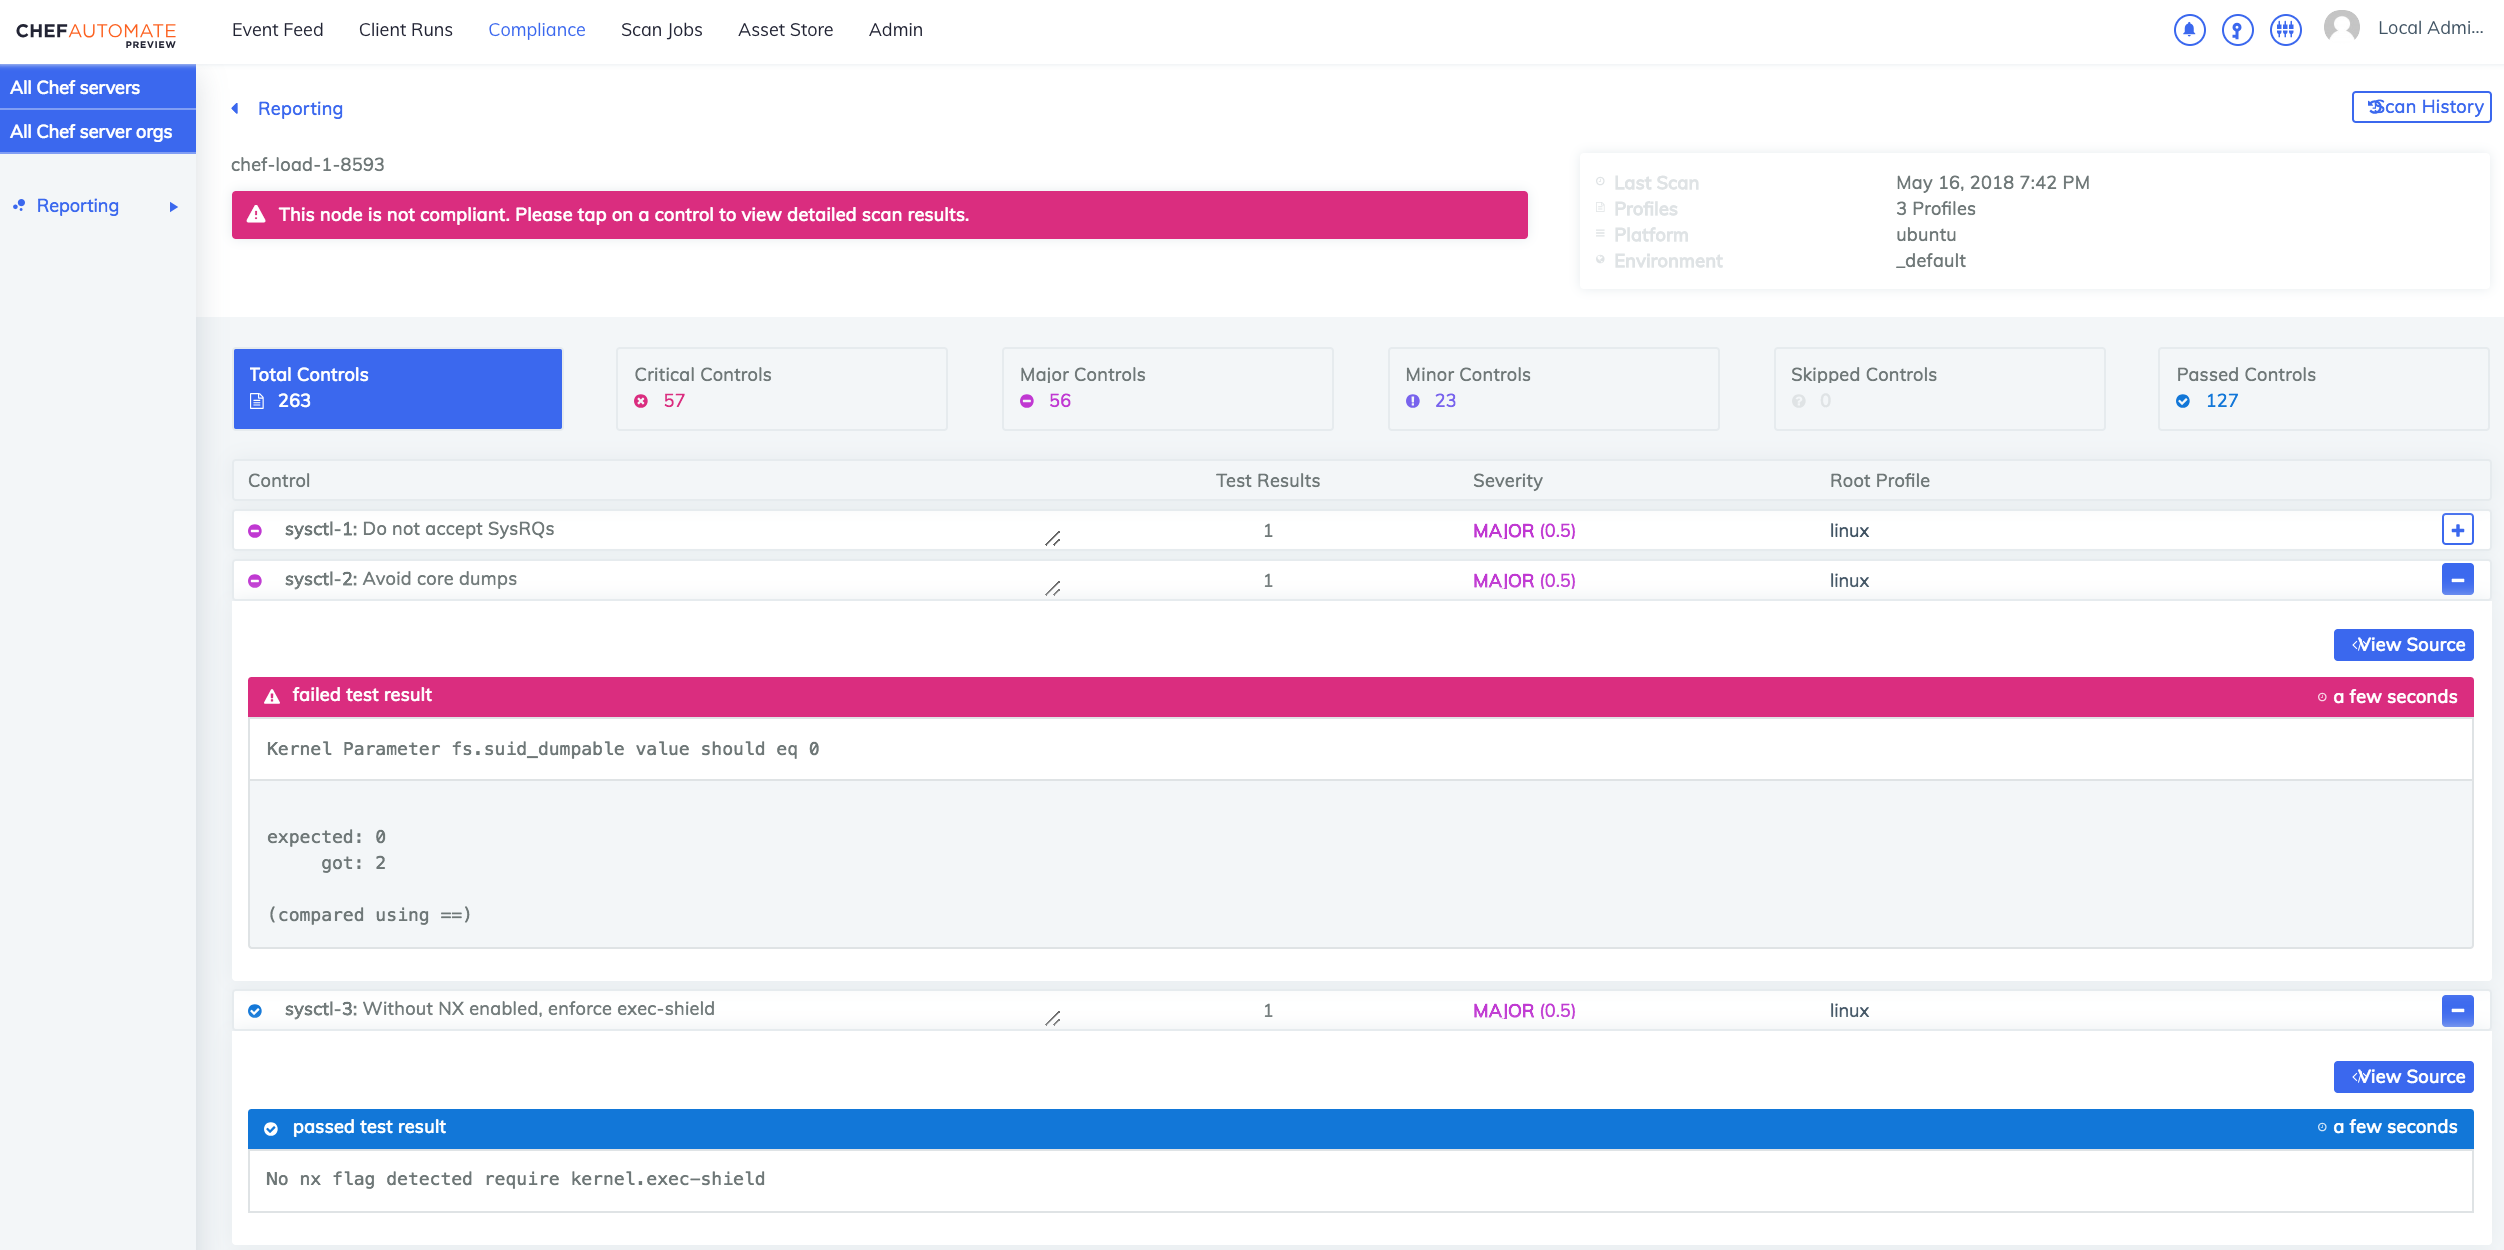 CHEFAUTOMATE
PREVIEW
Event Feed Client Runs Compliance Scan Jobs Asset Store Admin
Local Admi...
All Chef servers
All Chef server orgs
Reporting
Reporting
Scan History
chef-load-1-8593
This node is not compliant. Please tap on a control to view detailed scan results.
Last Scan May 16, 2018 7:42 PM
Profiles 3 Profiles
Platform ubuntu
Environment _default
Total Controls
263
Critical Controls
57
Major Controls
56
Minor Controls
23
Skipped Controls
0
Passed Controls
127
Control Test Results Severity Root Profile
sysctl-1: Do not accept SysRQs 1 MAJOR (0.5) linux
sysctl-2: Avoid core dumps 1 MAJOR (0.5) linux
View Source
failed test result a few seconds
Kernel Parameter fs.suid_dumpable value should eq 0
expected: 0
got: 2
(compared using ==)
sysctl-3: Without NX enabled, enforce exec-shield 1 MAJOR (0.5) linux
View Source
passed test result a few seconds
No nx flag detected require kernel.exec-shield